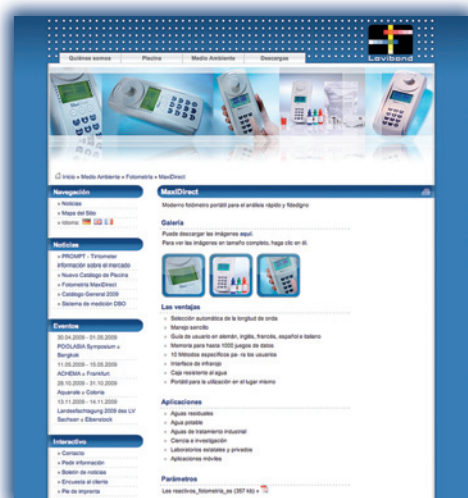 Lovibond
Quiénes somos Piscina Medio Ambiente Descargas
Inicio » Medio Ambiente » Fotometría » MaxiDirect
Navegación
» Noticias
» Mapa del Sitio
» Idioma:
Noticias
» PROMPT - Tintometer
información sobre el mercado
» Nuevo Catálogo de Piscina
» Fotometría MaxiDirect
» Catálogo General 2009
» Sistema de medición DBO
Eventos
30.04.2009 - 01.05.2009
POOLASIA Symposium »
Bangkok
11.05.2009 - 15.05.2009
ACHEMA » Frankfurt
28.10.2009 - 31.10.2009
Aquanale » Colonia
13.11.2009 - 14.11.2009
Landesfachtagung 2009 des LV
Sachsen » Eibenstock
Interactivo
» Contacto
» Pedir información
» Boletín de noticias
» Encuesta al cliente
» Pie de imprenta
MaxiDirect
Moderno fotómetro portátil para el análisis rápido y fidedigno
Galería
Puede descargar las imágenes aquí.
Para ver las imágenes en tamaño completo, haga clic en él.
Las ventajas
Selección automática de la longitud de onda
Manejo sencillo
Guía de usuario en alemán, inglés, francés, español e italiano
Memoria para hasta 1000 juegos de datos
10 Métodos específicos pa- ra los usuarios
Interface de infrarojo
Caja resistente al agua
Portátil para la utilización en el lugar mismo
Aplicaciones
Aguas residuales
Agua potable
Aguas de tratamiento industrial
Ciencia e investigación
Laboratorios estatales y privados
Aplicaciones móviles
Parámetros
Los reactivos_fotometría_es (357 kb) »